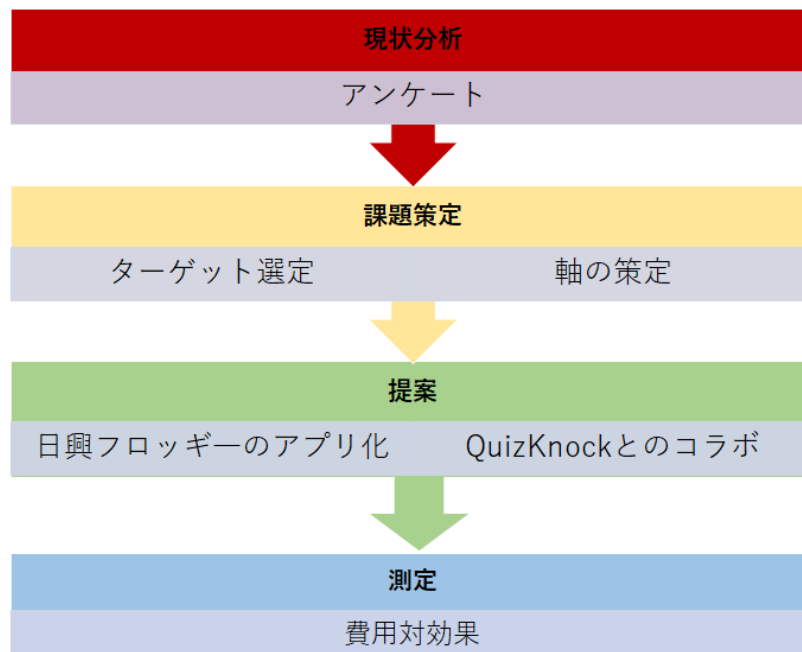 現状分析
アンケート
課題策定
ターゲット選定 軸の策定
提案
日興フロッギーのアプリ化 QuizKnockとのコラボ
測定
費用対効果